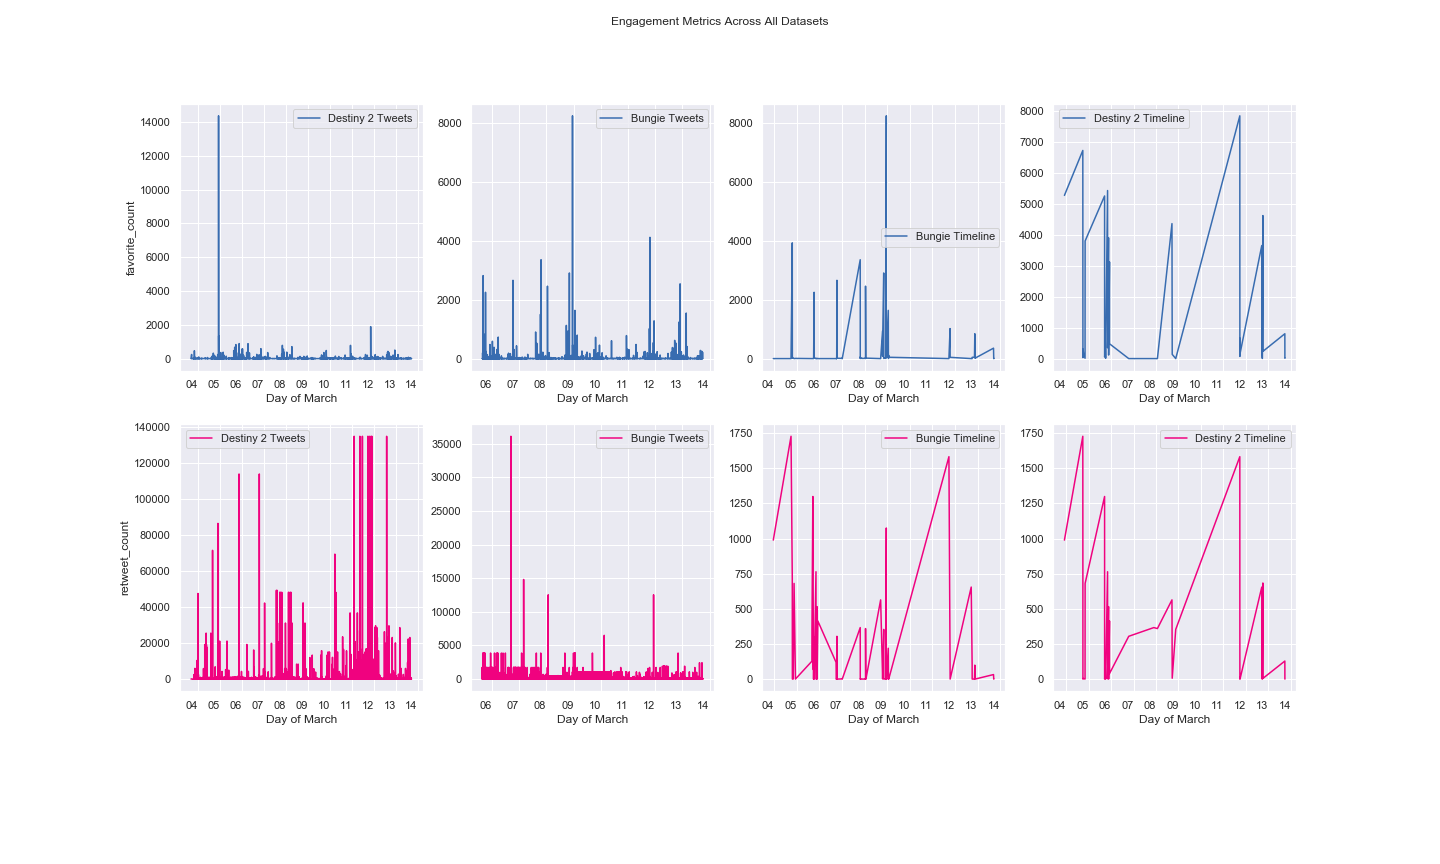 Engagement Metrics Across All Datasets
favorite_count
14000
12000
10000
8000
6000
4000
2000
0
Destiny 2 Tweets
04 05 06 07 08 09 10 11 12 13 14
Day of March
8000
6000
4000
2000
0
Bungie Tweets
06 07 08 09 10 11 12 13 14
Day of March
8000
6000
4000
2000
0
Bungie Timeline
04 05 06 07 08 09 10 11 12 13 14
Day of March
8000
7000
6000
5000
4000
3000
2000
1000
0
Destiny 2 Timeline
04 05 06 07 08 09 10 11 12 13 14
Day of March
retweet_count
140000
120000
100000
80000
60000
40000
20000
0
Destiny 2 Tweets
04 05 06 07 08 09 10 11 12 13 14
Day of March
35000
30000
25000
20000
15000
10000
5000
0
Bungie Tweets
06 07 08 09 10 11 12 13 14
Day of March
1750
1500
1250
1000
750
500
250
0
Bungie Timeline
04 05 06 07 08 09 10 11 12 13 14
Day of March
1750
1500
1250
1000
750
500
250
0
Destiny 2 Timeline
04 05 06 07 08 09 10 11 12 13 14
Day of March